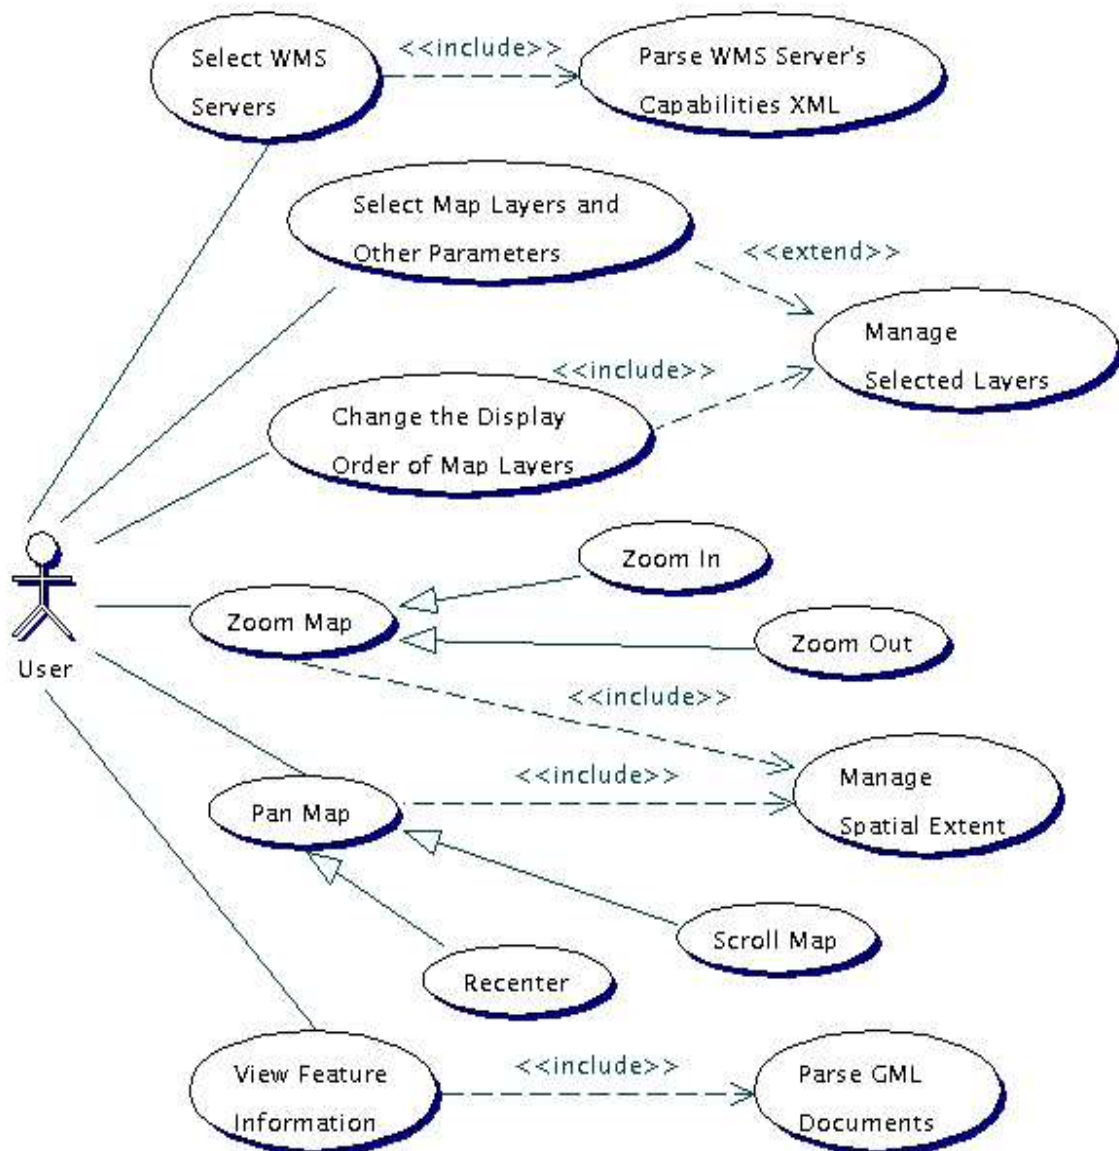 Select WMS
Servers
<<include>>
Parse WMS Server's
Capabilities XML
Select Map Layers and
Other Parameters
<<extend>>
Manage
Selected Layers
<<include>>
Change the Display
Order of Map Layers
Zoom In
Zoom Map
Zoom Out
User
<<include>>
<<include>>
Manage
Spatial Extent
Pan Map
Scroll Map
Recenter
View Feature
Information
<<include>>
Parse GML
Documents